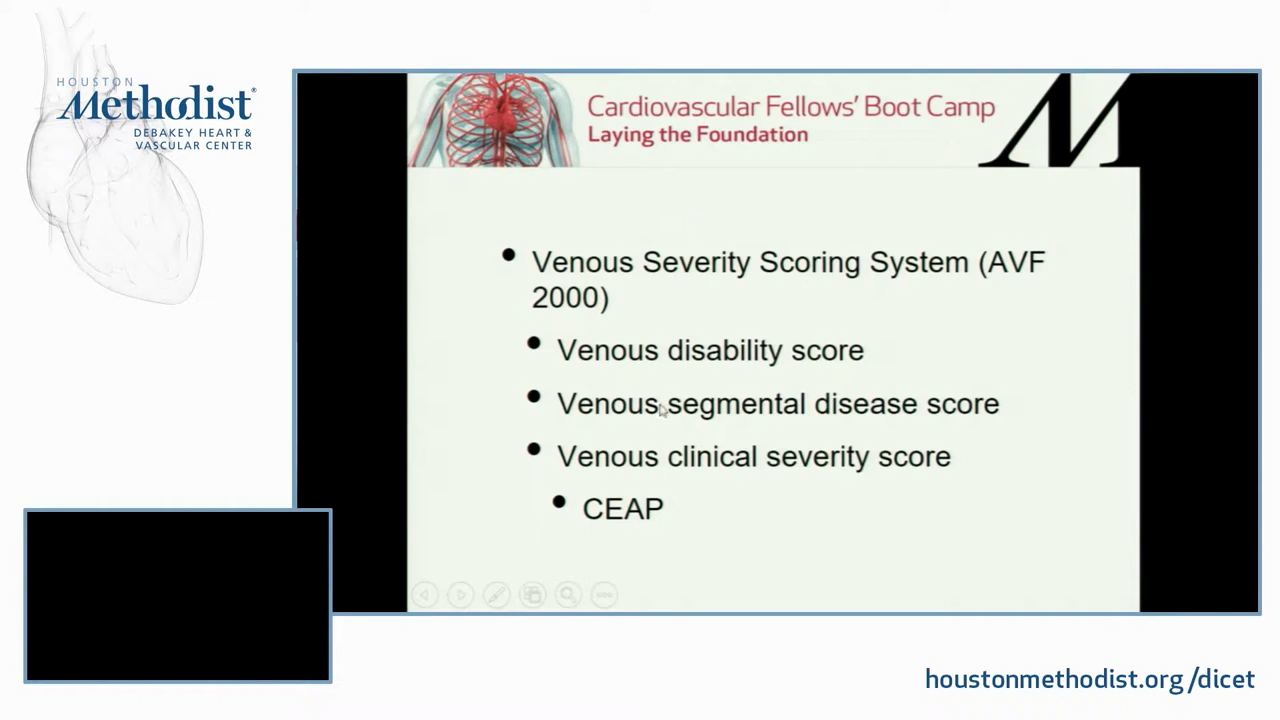 HOUSTON
Methodist®
DEBAKEY HEART &
VASCULAR CENTER
Cardiovascular Fellows' Boot Camp
Laying the Foundation
M
• Venous Severity Scoring System (AVF
2000)
• Venous disability score
• Venous segmental disease score
• Venous clinical severity score
• CEAP
houstonmethodist.org/dicet